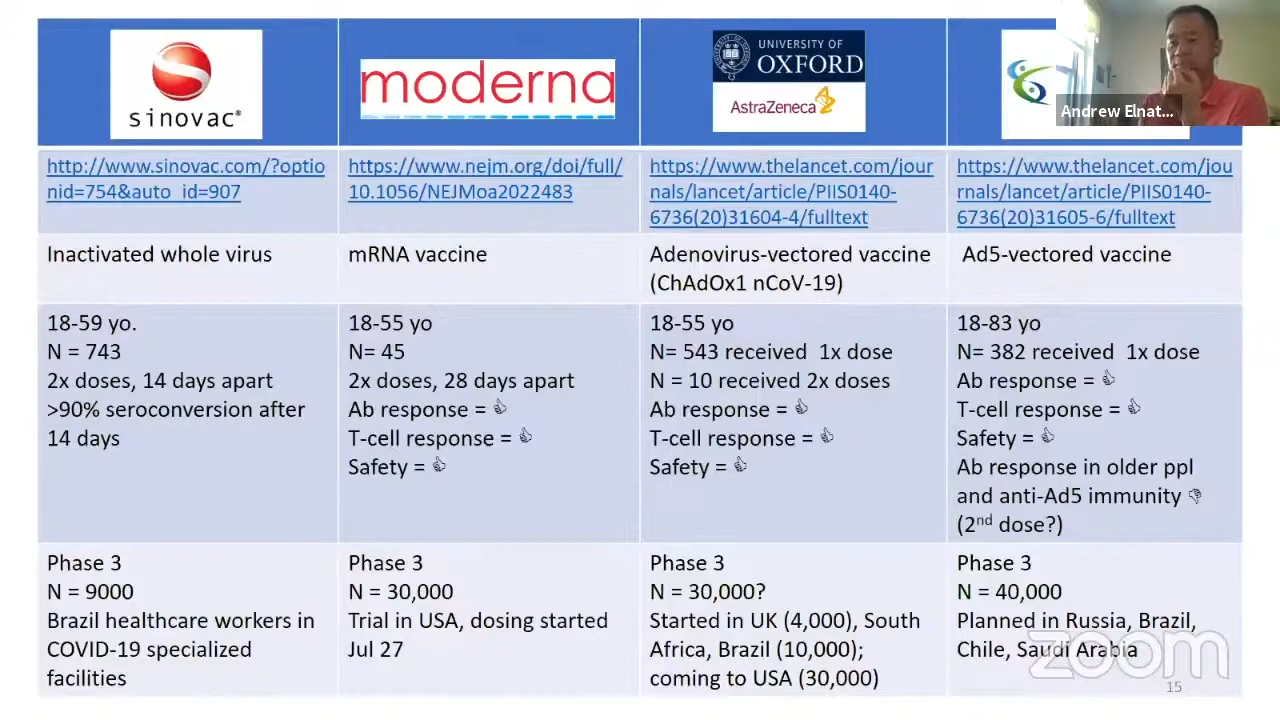 sinovac®
moderna
UNIVERSITY OF
OXFORD
AstraZeneca
Andrew Elnat...
http://www.sinovac.com/?optio
nid=754&auto_id=907
https://www.nejm.org/doi/full/
10.1056/NEJMoa2022483
https://www.thelancet.com/jour
nals/lancet/article/PIIS0140-
6736(20)31604-4/fulltext
https://www.thelancet.com/jou
rnals/lancet/article/PIIS0140-
6736(20)31605-6/fulltext
Inactivated whole virus
mRNA vaccine
Adenovirus-vectored vaccine
(ChAdOx1 nCoV-19)
Ad5-vectored vaccine
18-59 yo.
N = 743
2x doses, 14 days apart
>90% seroconversion after
14 days
18-55 yo
N= 45
2x doses, 28 days apart
Ab response = 👍
T-cell response = 👍
Safety = 👍
18-55 yo
N= 543 received 1x dose
N = 10 received 2x doses
Ab response = 👍
T-cell response = 👍
Safety = 👍
18-83 yo
N= 382 received 1x dose
Ab response = 👍
T-cell response = 👍
Safety = 👍
Ab response in older ppl
and anti-Ad5 immunity 👎
(2nd dose?)
Phase 3
N = 9000
Brazil healthcare workers in
COVID-19 specialized
facilities
Phase 3
N = 30,000
Trial in USA, dosing started
Jul 27
Phase 3
N = 30,000?
Started in UK (4,000), South
Africa, Brazil (10,000);
coming to USA (30,000)
Phase 3
N = 40,000
Planned in Russia, Brazil,
Chile, Saudi Arabia
zoom
15